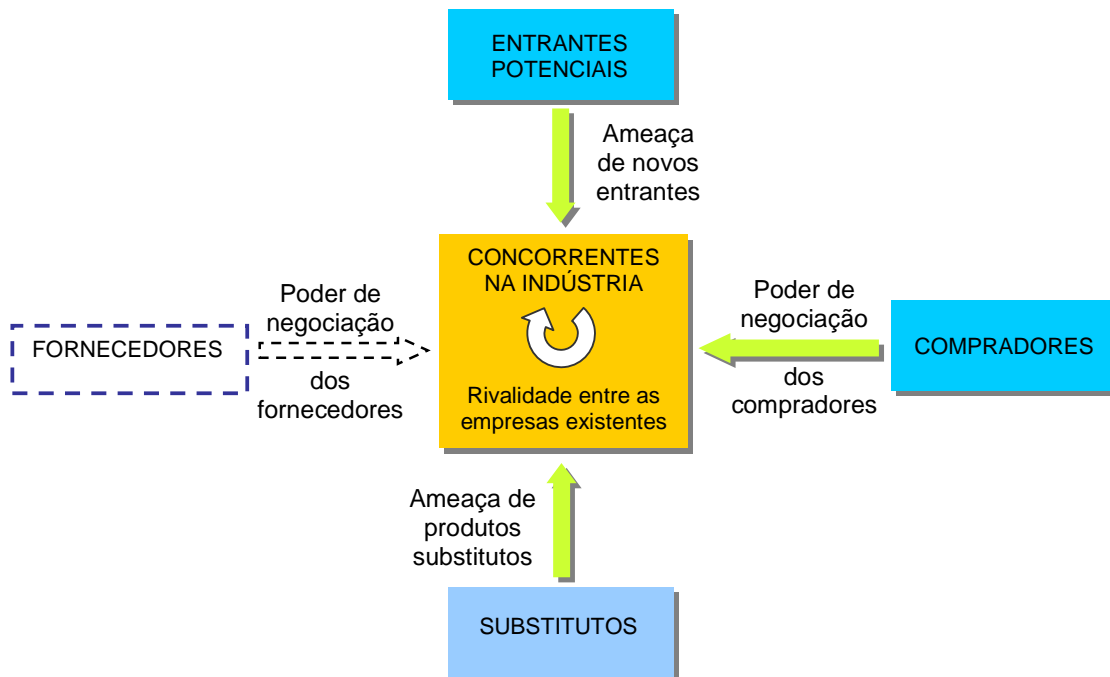 ENTRANTES
POTENCIAIS
Ameaça
de novos
entrantes
CONCORRENTES
NA INDÚSTRIA
Rivalidade entre as
empresas existentes
Poder de
negociação
dos
fornecedores
FORNECEDORES
Poder de
negociação
dos
compradores
COMPRADORES
Ameaça de
produtos
substitutos
SUBSTITUTOS